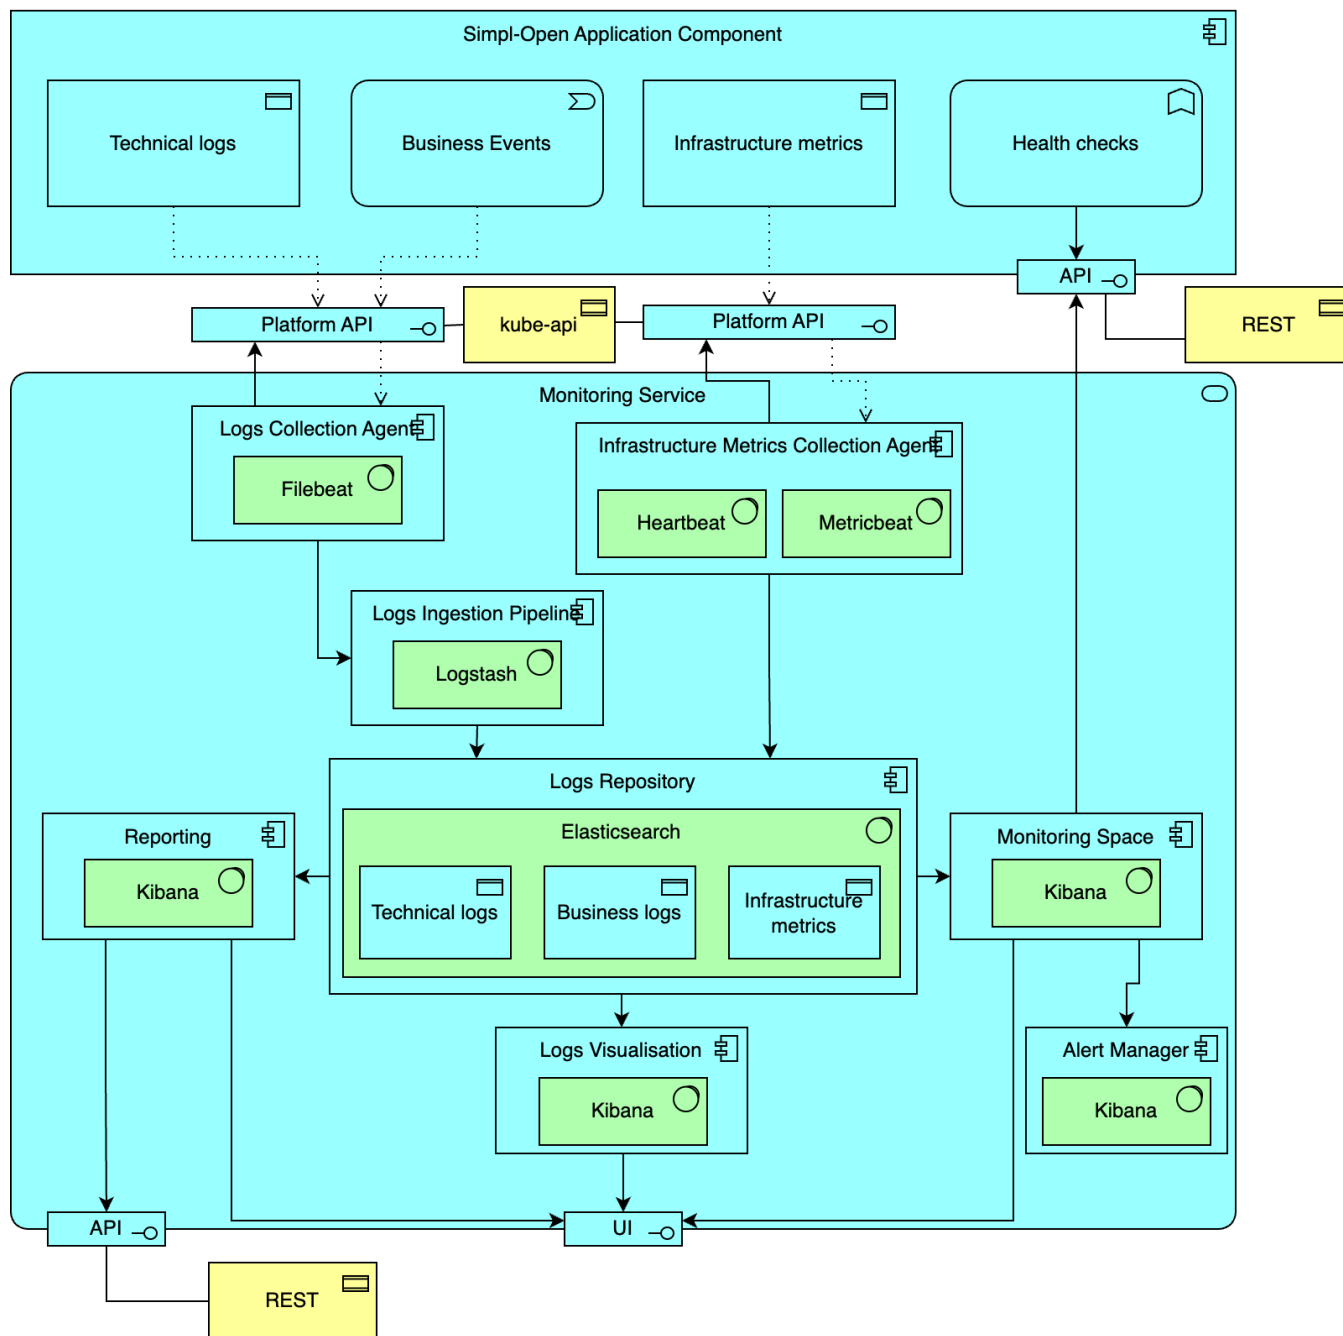 Simpl-Open Application Component
Technical logs
Business Events
Infrastructure metrics
Health checks
API
Platform API
kube-api
Platform API
REST
Monitoring Service
Logs Collection Agent
Filebeat
Infrastructure Metrics Collection Agent
Heartbeat
Metricbeat
Logs Ingestion Pipeline
Logstash
Logs Repository
Elasticsearch
Technical logs
Business logs
Infrastructure
metrics
Reporting
Kibana
Monitoring Space
Kibana
Logs Visualisation
Kibana
Alert Manager
Kibana
API
UI
REST